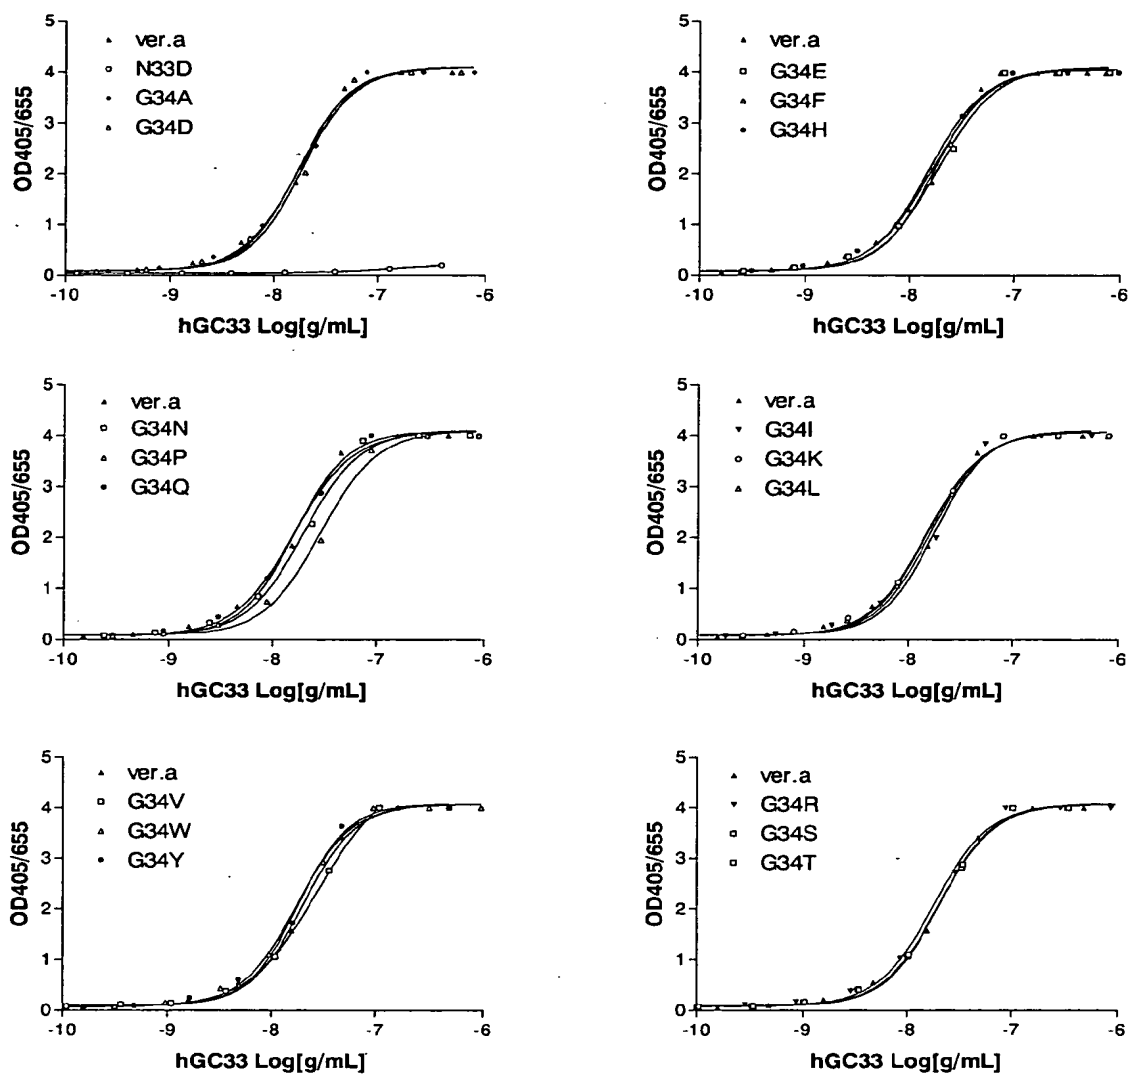 5
4
3
2
1
0
OD405/655
ver.a
N33D
G34A
G34D
-10 -9 -8 -7 -6
hGC33 Log[g/mL]
5
4
3
2
1
0
OD405/655
ver.a
G34E
G34F
G34H
-10 -9 -8 -7 -6
hGC33 Log[g/mL]
5
4
3
2
1
0
OD405/655
ver.a
G34N
G34P
G34Q
-10 -9 -8 -7 -6
hGC33 Log[g/mL]
5
4
3
2
1
0
OD405/655
ver.a
G34I
G34K
G34L
-10 -9 -8 -7 -6
hGC33 Log[g/mL]
5
4
3
2
1
0
OD405/655
ver.a
G34V
G34W
G34Y
-10 -9 -8 -7 -6
hGC33 Log[g/mL]
5
4
3
2
1
0
OD405/655
ver.a
G34R
G34S
G34T
-10 -9 -8 -7 -6
hGC33 Log[g/mL]